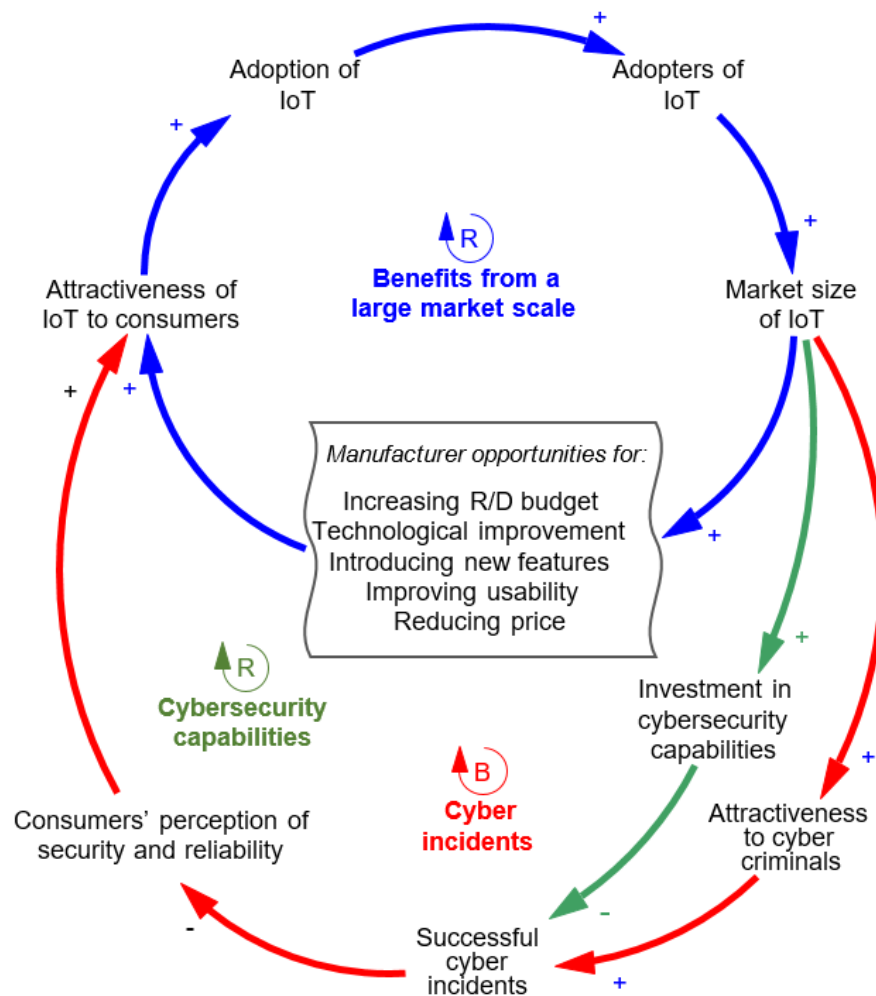 +
Adoption of
IoT
Adopters of
IoT
+
+
R
Benefits from a
large market scale
Attractiveness of
IoT to consumers
Market size
of IoT
+
+
Manufacturer opportunities for:
Increasing R/D budget
Technological improvement
Introducing new features
Improving usability
Reducing price
+
R
Cybersecurity
capabilities
+
Investment in
cybersecurity
capabilities
B
Cyber
incidents
+
Consumers’ perception of
security and reliability
Attractiveness
to cyber
criminals
-
-
Successful
cyber
incidents
+